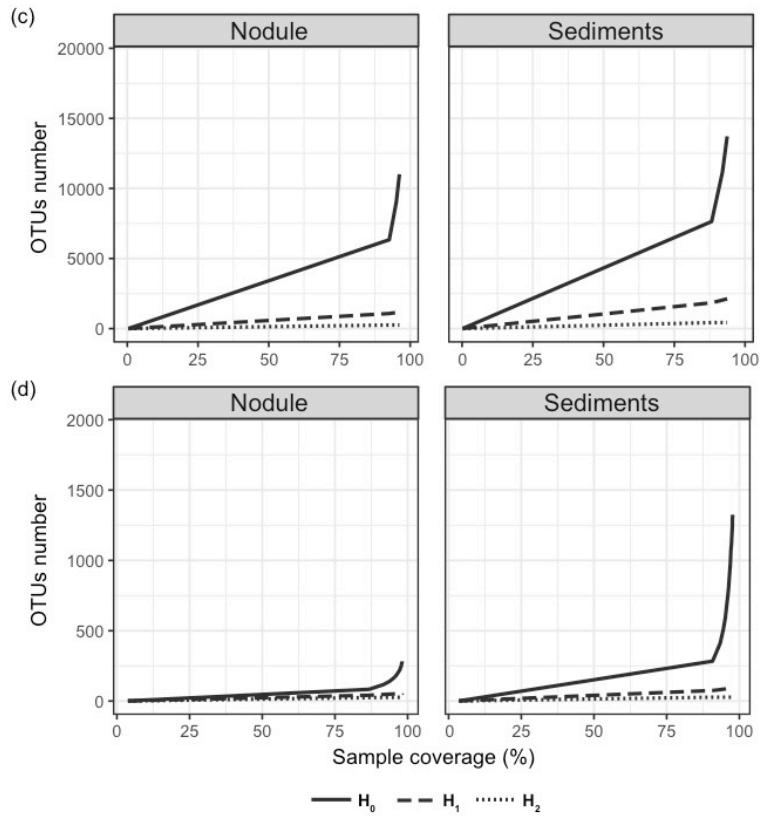 (c)
Nodule Sediments
20000
15000
10000
5000
0
OTUs number
0 25 50 75 100 0 25 50 75 100
(d)
Nodule Sediments
2000
1500
1000
500
0
OTUs number
0 25 50 75 100 0 25 50 75 100
Sample coverage (%)
H₀ H₁ H₂